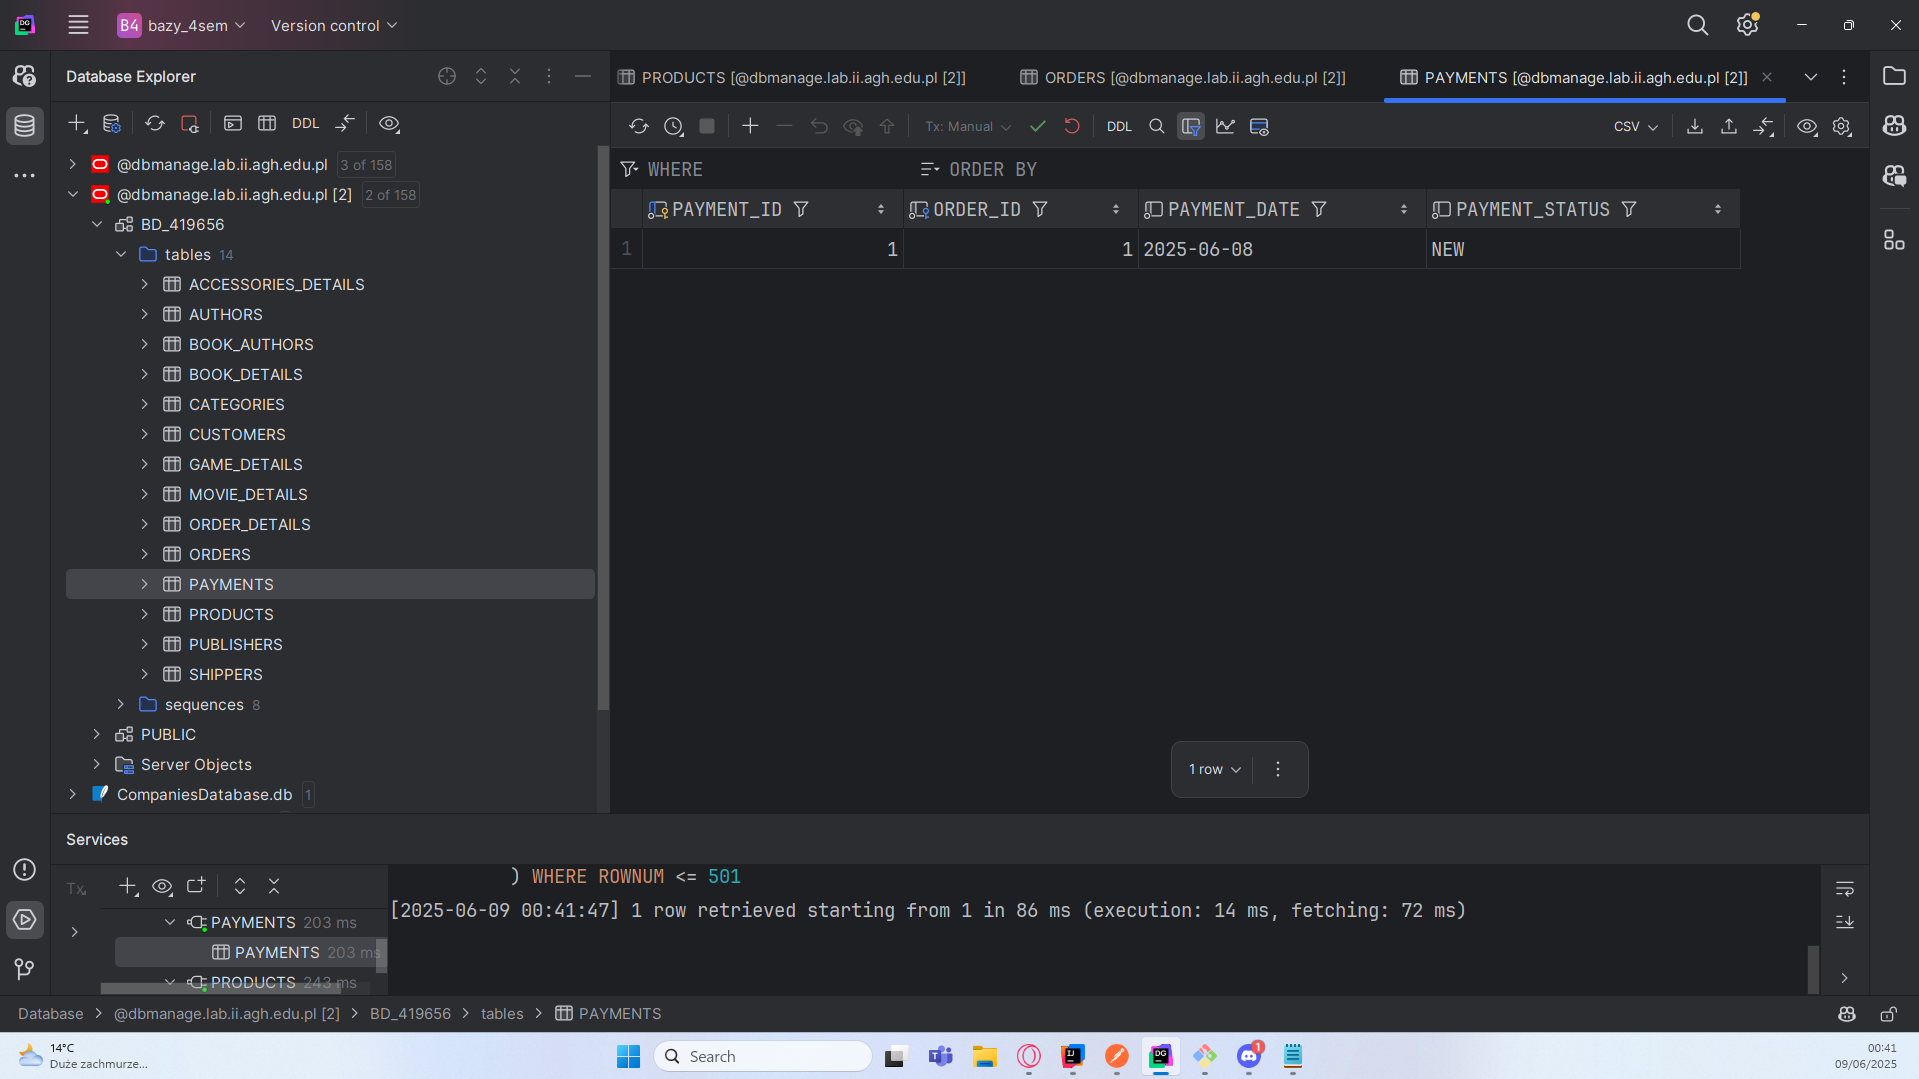 B4 bazy_4sem Version control
Database Explorer
DDL
@dbmanage.lab.ii.agh.edu.pl 3 of 158
@dbmanage.lab.ii.agh.edu.pl [2] 2 of 158
BD_419656
tables 14
ACCESSORIES_DETAILS
AUTHORS
BOOK_AUTHORS
BOOK_DETAILS
CATEGORIES
CUSTOMERS
GAME_DETAILS
MOVIE_DETAILS
ORDER_DETAILS
ORDERS
PAYMENTS
PRODUCTS
PUBLISHERS
SHIPPERS
sequences 8
PUBLIC
Server Objects
CompaniesDatabase.db 1
PRODUCTS [@dbmanage.lab.ii.agh.edu.pl [2]] ORDERS [@dbmanage.lab.ii.agh.edu.pl [2]] PAYMENTS [@dbmanage.lab.ii.agh.edu.pl [2]]
Tx: Manual DDL CSV
WHERE ORDER BY
PAYMENT_ID ORDER_ID PAYMENT_DATE PAYMENT_STATUS
1 1 1 2025-06-08 NEW
1 row
Services
Tx
PAYMENTS 203 ms
PAYMENTS 203 ms
PRODUCTS 243 ms
) WHERE ROWNUM <= 501
[2025-06-09 00:41:47] 1 row retrieved starting from 1 in 86 ms (execution: 14 ms, fetching: 72 ms)
Database > @dbmanage.lab.ii.agh.edu.pl [2] > BD_419656 > tables > PAYMENTS
14°C
Duże zachmurze...
Search
1
00:41
09/06/2025